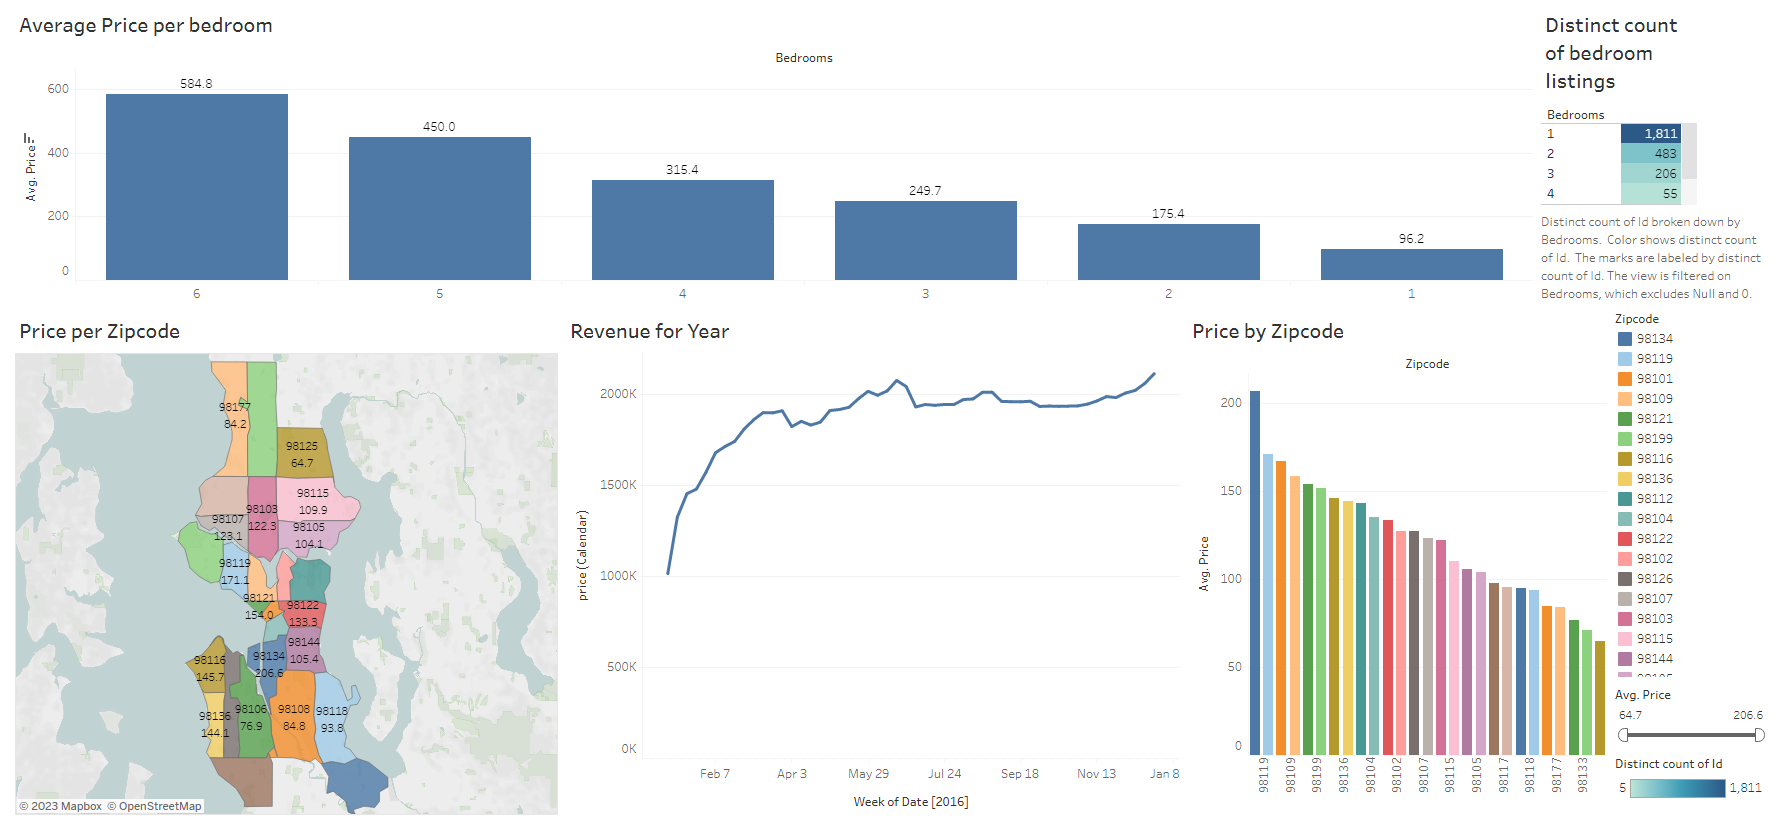 Average Price per bedroom
Bedrooms
Avg. Price
600
400
200
0
584.8
450.0
315.4
249.7
175.4
96.2
6
5
4
3
2
1
Distinct count
of bedroom
listings
Bedrooms
1 1,811
2 483
3 206
4 55
Distinct count of Id broken down by
Bedrooms. Color shows distinct count
of Id. The marks are labeled by distinct
count of Id. The view is filtered on
Bedrooms, which excludes Null and 0.
Price per Zipcode
98177
84.2
98125
64.7
98115
109.9
98103
122.3
98107
123.1
98105
104.1
98119
171.1
98121
154.0
98122
133.3
98144
105.4
98134
206.6
98116
145.7
98136
144.1
98106
76.9
98108
84.8
98118
93.8
© 2023 Mapbox © OpenStreetMap
Revenue for Year
price (Calendar)
2000K
1500K
1000K
500K
0K
Feb 7
Apr 3
May 29
Jul 24
Sep 18
Nov 13
Jan 8
Week of Date [2016]
Price by Zipcode
Zipcode
Avg. Price
200
150
100
50
0
98119
98109
98199
98136
98104
98102
98107
98115
98105
98117
98118
98177
98133
Zipcode
98134
98119
98101
98109
98121
98199
98116
98136
98112
98104
98122
98102
98126
98107
98103
98115
98144
Avg. Price
64.7 206.6
Distinct count of Id
5 1,811